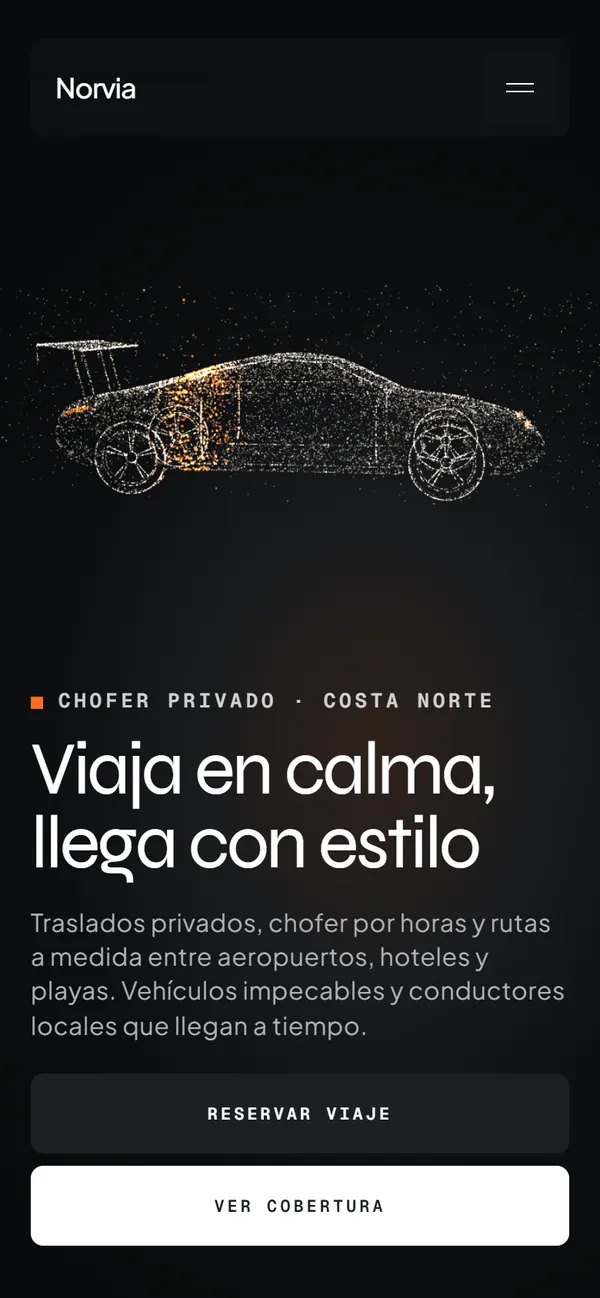 Norvia
CHOFER PRIVADO · COSTA NORTE
Viaja en calma,
llega con estilo
Traslados privados, chofer por horas y rutas
a medida entre aeropuertos, hoteles y
playas. Vehículos impecables y conductores
locales que llegan a tiempo.
RESERVAR VIAJE
VER COBERTURA